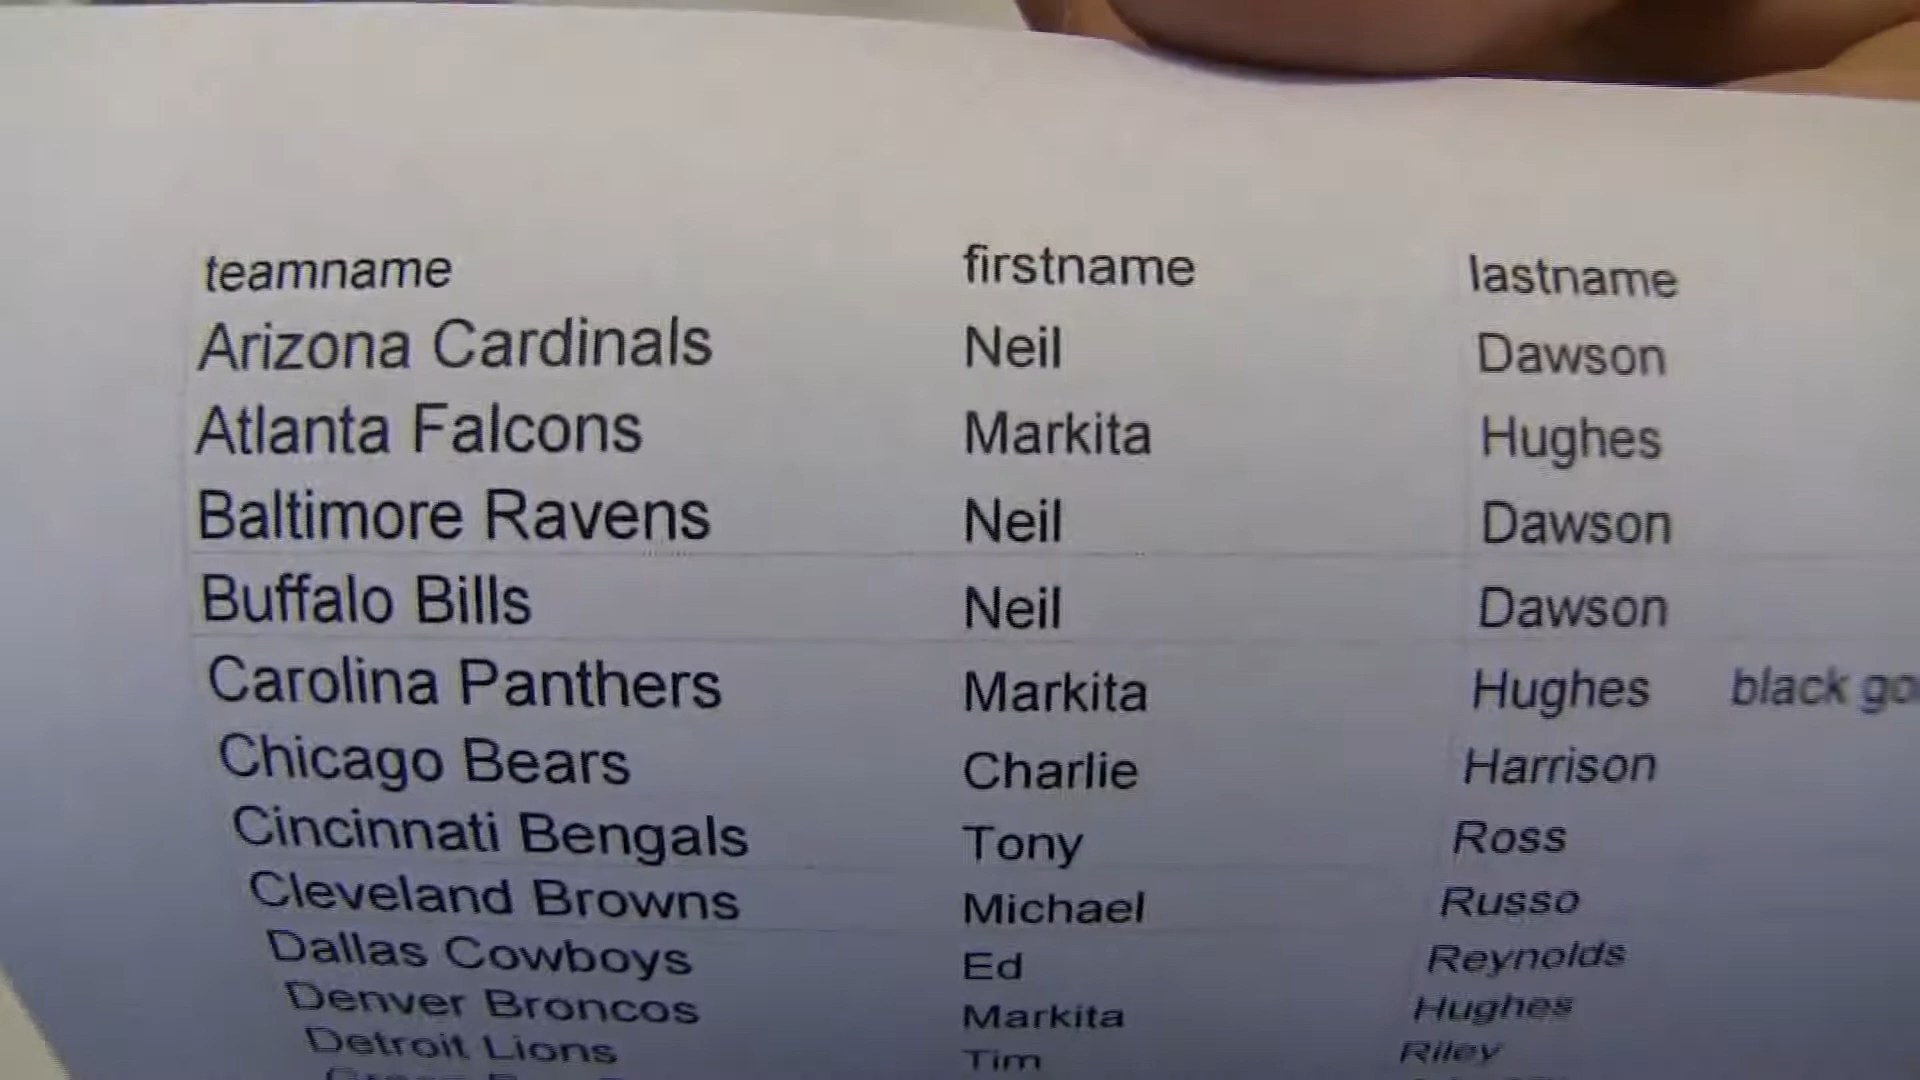 teamname firstname lastname
Arizona Cardinals Neil Dawson
Atlanta Falcons Markita Hughes
Baltimore Ravens Neil Dawson
Buffalo Bills Neil Dawson
Carolina Panthers Markita Hughes black
Chicago Bears Charlie Harrison
Cincinnati Bengals Tony Ross
Cleveland Browns Michael Russo
Dallas Cowboys Ed Reynolds
Denver Broncos Markita Hughes
Detroit Lions Tim Riley